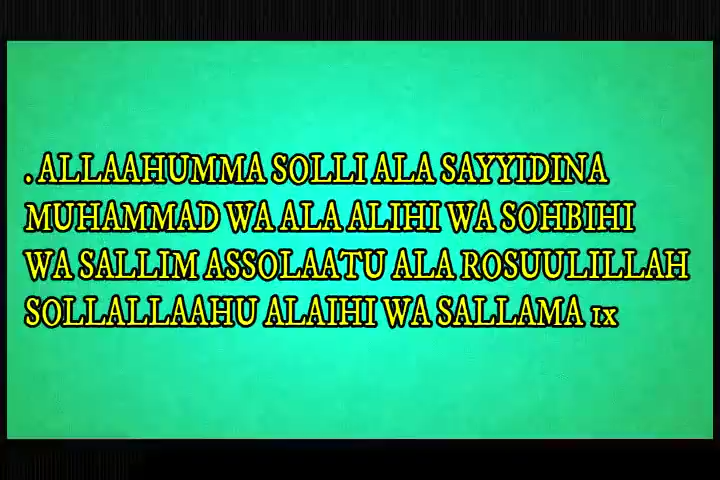 . ALLAAHUMMA SOLLI ALA SAYYIDINA
MUHAMMAD WA ALA ALIHI WA SOHBIHI
WA SALLIM ASSOLAATU ALA ROSUULILLAH
SOLLALLAAHU ALAIHI WA SALLAMA 1X